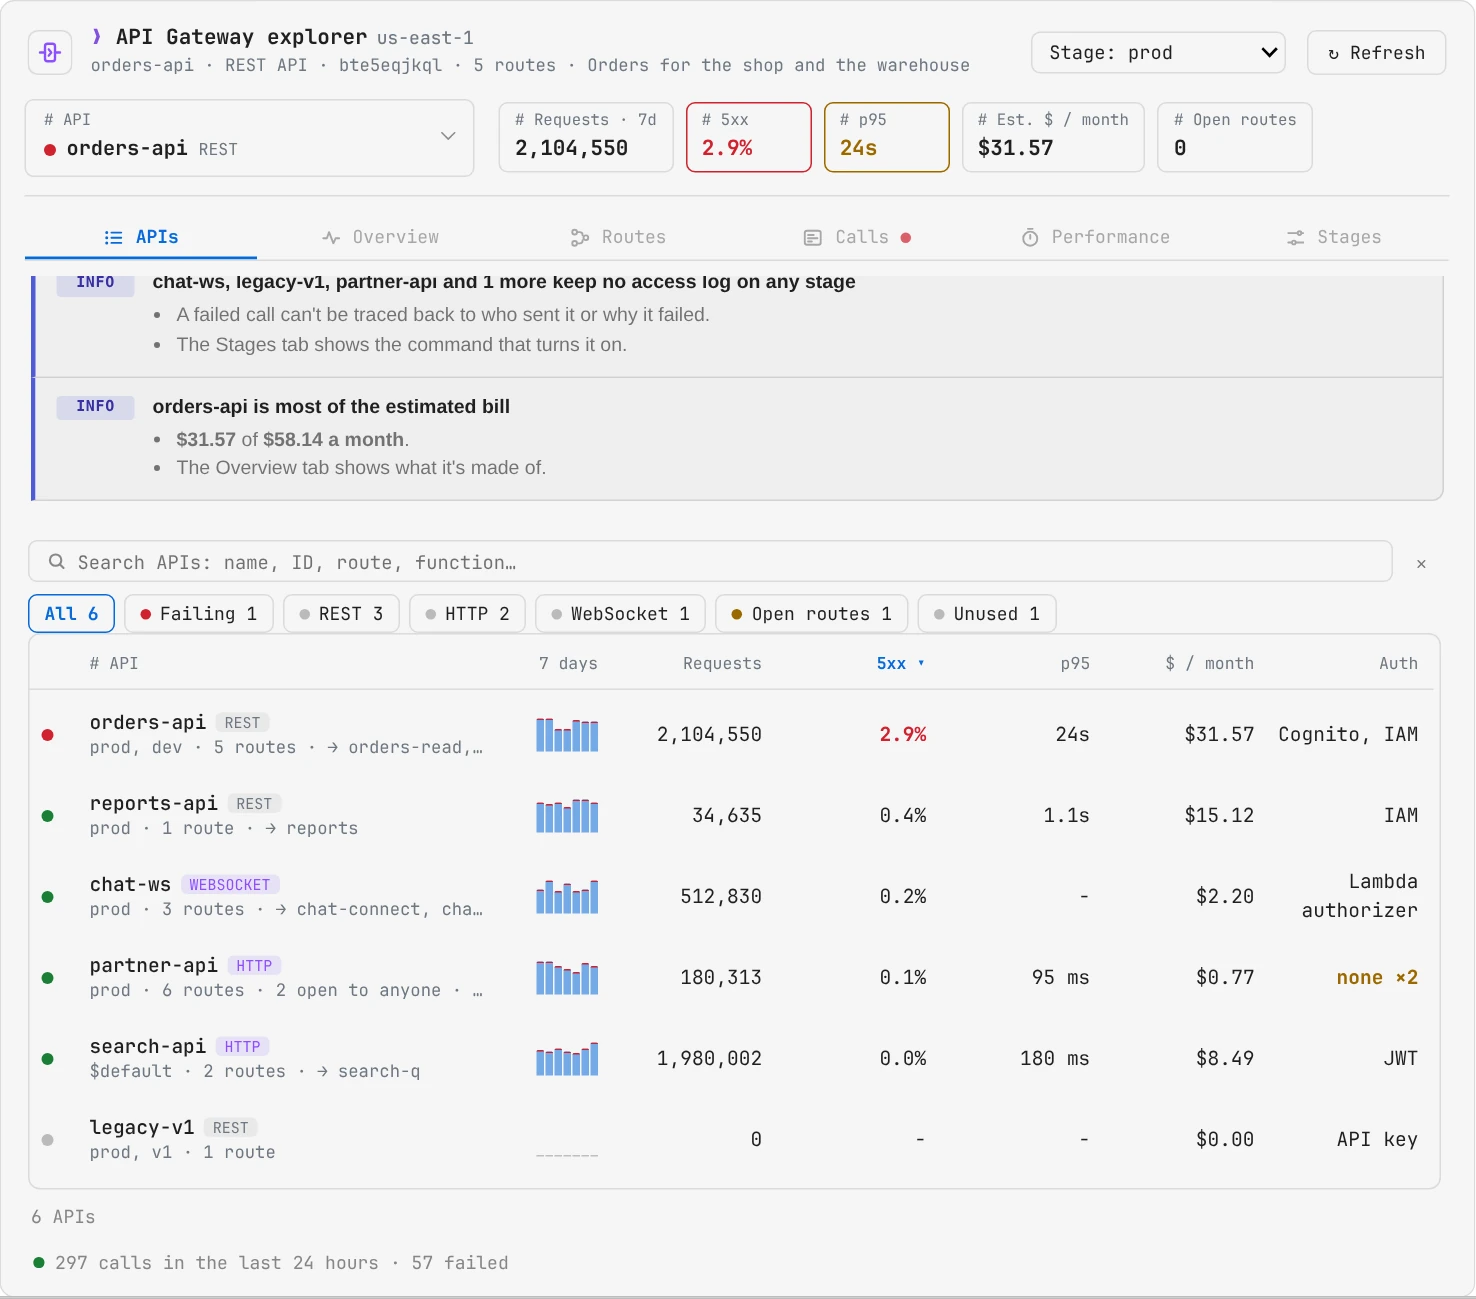 ❱ API Gateway explorer us-east-1
orders-api · REST API · bte5eqjkql · 5 routes · Orders for the shop and the warehouse
Stage: prod
↻ Refresh
# API
orders-api REST
# Requests · 7d
2,104,550
# 5xx
2.9%
# p95
24s
# Est. $ / month
$31.57
# Open routes
0
APIs
Overview
Routes
Calls
Performance
Stages
INFO
chat-ws, legacy-v1, partner-api and 1 more keep no access log on any stage
• A failed call can't be traced back to who sent it or why it failed.
• The Stages tab shows the command that turns it on.
INFO
orders-api is most of the estimated bill
• $31.57 of $58.14 a month.
• The Overview tab shows what it's made of.
Search APIs: name, ID, route, function…
×
All 6
Failing 1
REST 3
HTTP 2
WebSocket 1
Open routes 1
Unused 1
# API 7 days Requests 5xx ▾ p95 $ / month Auth
orders-api REST
prod, dev · 5 routes · → orders-read,…
2,104,550 2.9% 24s $31.57 Cognito, IAM
reports-api REST
prod · 1 route · → reports
34,635 0.4% 1.1s $15.12 IAM
chat-ws WEBSOCKET
prod · 3 routes · → chat-connect, cha…
512,830 0.2% - $2.20 Lambda
authorizer
partner-api HTTP
prod · 6 routes · 2 open to anyone · …
180,313 0.1% 95 ms $0.77 none ×2
search-api HTTP
$default · 2 routes · → search-q
1,980,002 0.0% 180 ms $8.49 JWT
legacy-v1 REST
prod, v1 · 1 route
0 - - $0.00 API key
6 APIs
297 calls in the last 24 hours · 57 failed